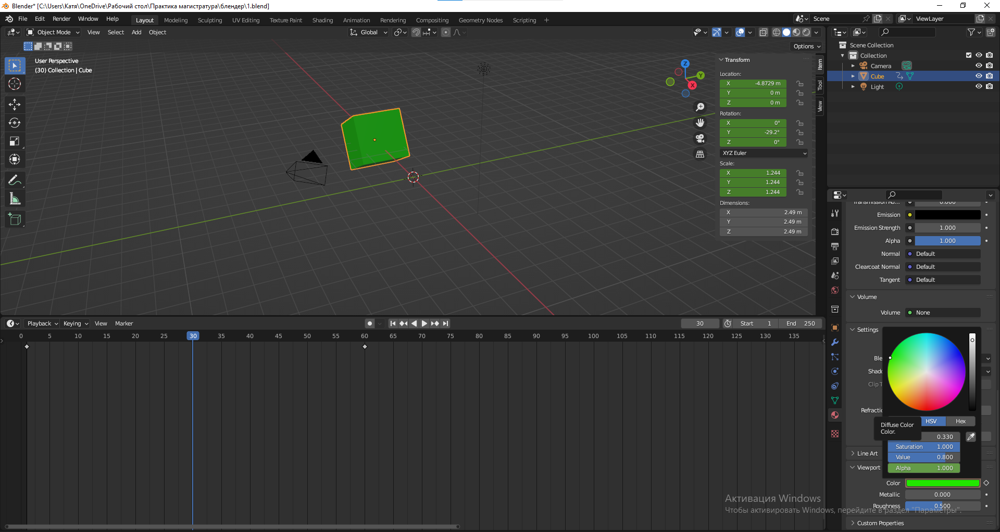 Blender* [C:\Users\Катя\OneDrive\Рабочий стол\Практика магистратура\блендер\1.blend]
File Edit Render Window Help
Layout Modeling Sculpting UV Editing Texture Paint Shading Animation Rendering Compositing Geometry Nodes Scripting +
Scene
ViewLayer
Object Mode View Select Add Object
Global
Options
User Perspective
(30) Collection | Cube
Z
Y
X
Transform
Location:
X -4.8729 m
Y 0 m
Z 0 m
Rotation:
X 0°
Y -29.2°
Z 0°
XYZ Euler
Scale:
X 1.244
Y 1.244
Z 1.244
Dimensions:
X 2.49 m
Y 2.49 m
Z 2.49 m
Item
Tool
View
Scene Collection
Collection
Camera
Cube
Light
Emission
Emission Strength 1.000
Alpha 1.000
Normal Default
Clearcoat Normal Default
Tangent Default
Volume
Volume None
Settings
Ble
Shado
Clip T
Refractio
HSV Hex
Diffuse Color
Color.
0.330
Saturation 1.000
Value 0.800
Alpha 1.000
Line Art
Viewport
Color
Metallic 0.000
Roughness 0.500
Custom Properties
Playback Keying View Marker
30 Start 1 End 250
0 5 10 15 20 25 30 35 40 45 50 55 60 65 70 75 80 85 90 95 100 105 110 115 120 125 130 135
Активация Windows
Чтобы активировать Windows, перейдите в раздел "Параметры".